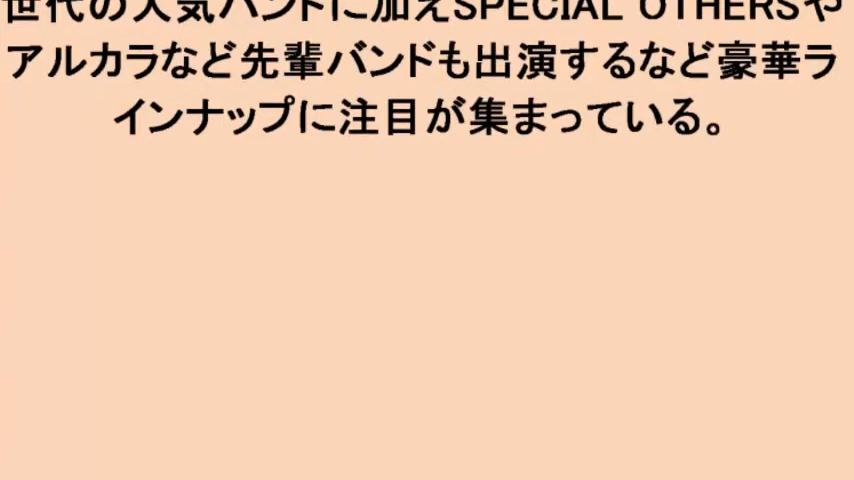 世代の人気バンドに加えSPECIAL OTHERSや
アルカラなど先輩バンドも出演するなど豪華ラ
インナップに注目が集まっている。